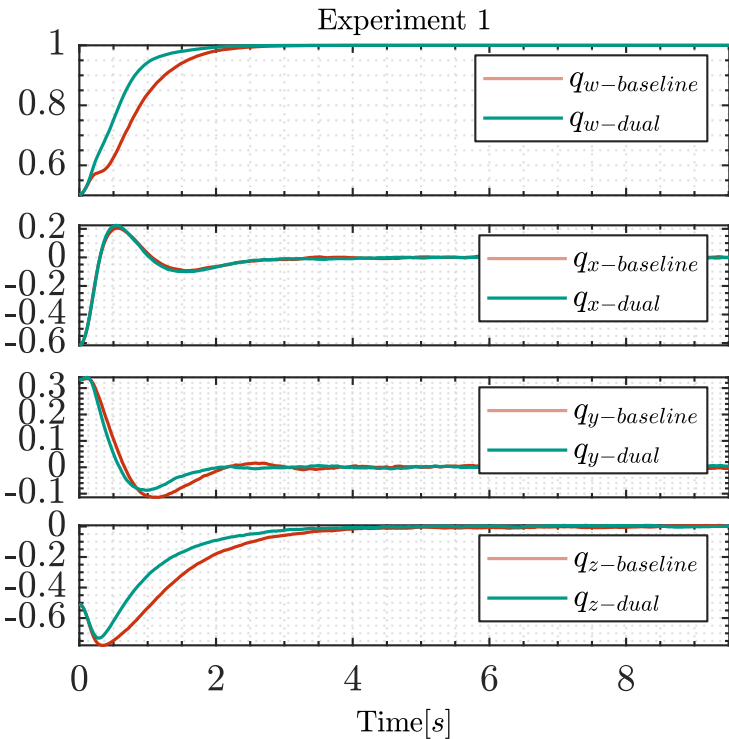 Experiment 1
1
0.8
0.6
q_{w-baseline}
q_{w-dual}
0.2
0
-0.2
-0.4
-0.6
q_{x-baseline}
q_{x-dual}
0.3
0.2
0.1
0
-0.1
q_{y-baseline}
q_{y-dual}
0
-0.2
-0.4
-0.6
q_{z-baseline}
q_{z-dual}
0 2 4 6 8
Time[s]